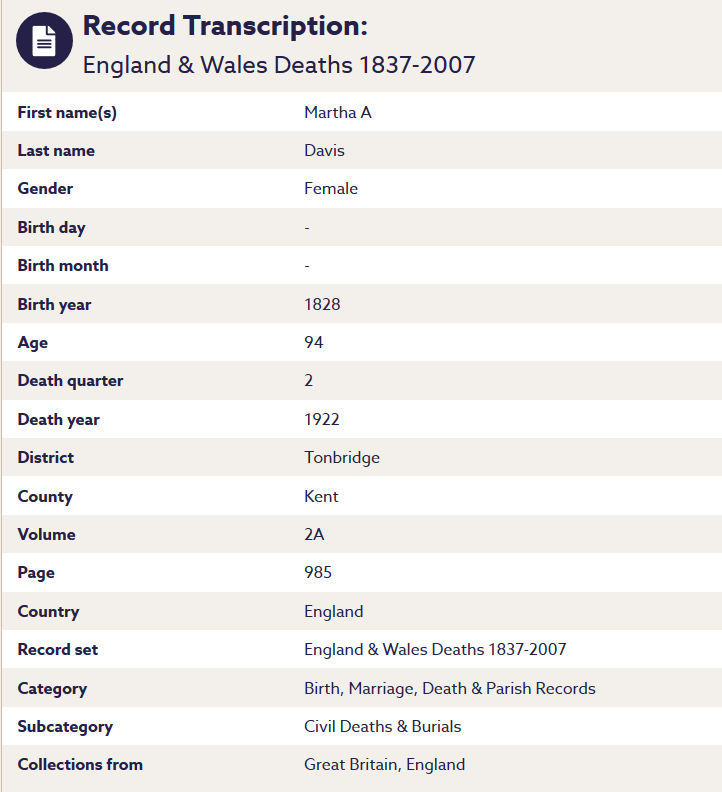 Record Transcription:
England & Wales Deaths 1837-2007
First name(s) Martha A
Last name Davis
Gender Female
Birth day -
Birth month -
Birth year 1828
Age 94
Death quarter 2
Death year 1922
District Tonbridge
County Kent
Volume 2A
Page 985
Country England
Record set England & Wales Deaths 1837-2007
Category Birth, Marriage, Death & Parish Records
Subcategory Civil Deaths & Burials
Collections from Great Britain, England